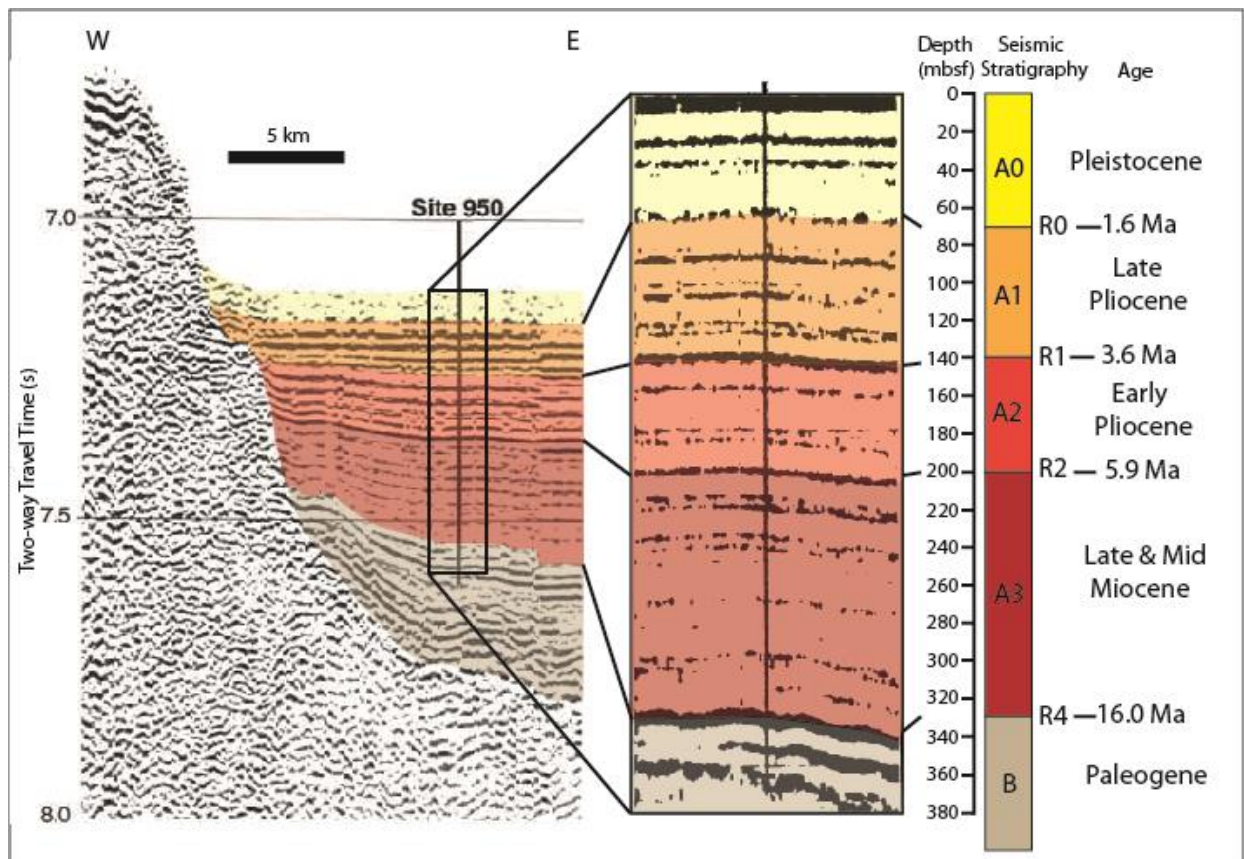 W
E
Depth
(mbsf)
Seismic
Stratigraphy
Age
5 km
Site 950
7.0
7.5
8.0
Two-way Travel Time (s)
0
20
40
60
80
100
120
140
160
180
200
220
240
260
280
300
320
340
360
380
A0
A1
A2
A3
B
R0
1.6 Ma
R1
3.6 Ma
R2
5.9 Ma
R4
16.0 Ma
Pleistocene
Late
Pliocene
Early
Pliocene
Late & Mid
Miocene
Paleogene